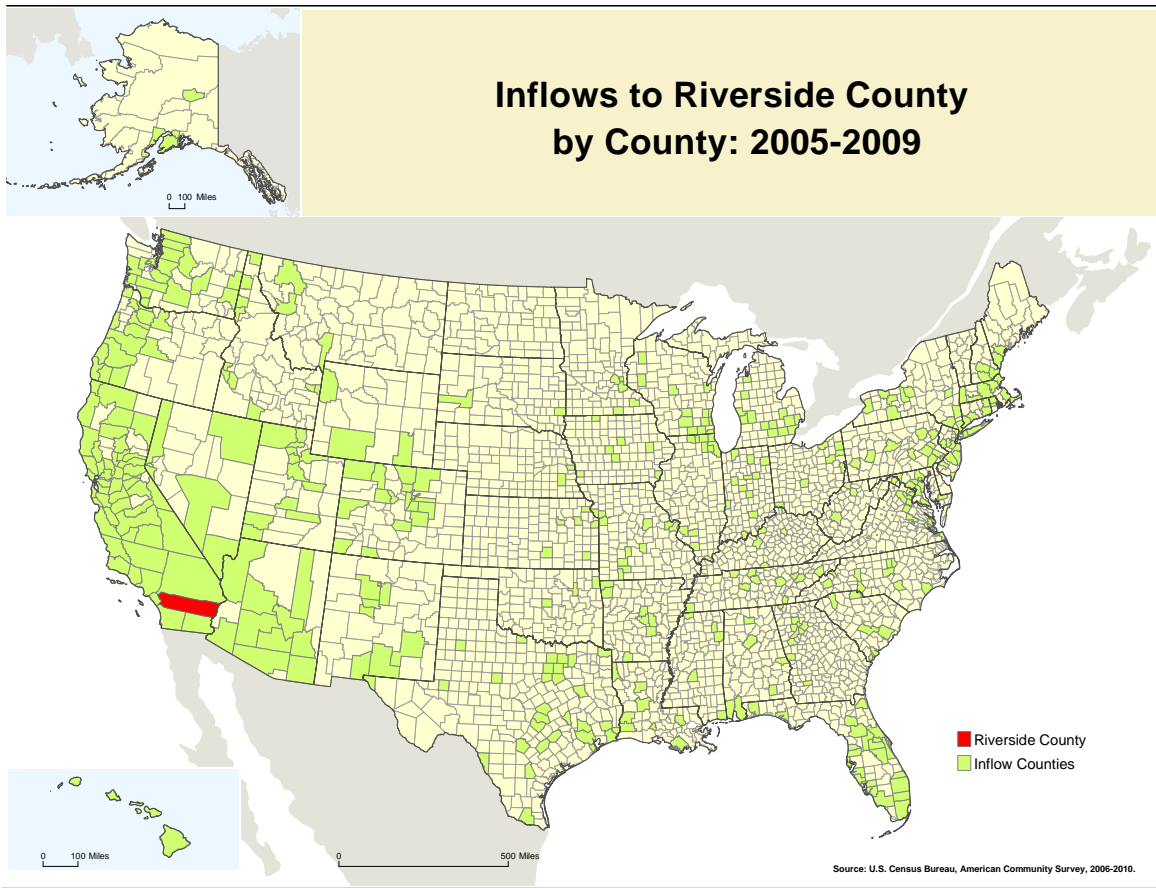 Inflows to Riverside County
by County: 2005-2009
0 100 Miles
Riverside County
Inflow Counties
0 100 Miles
0 500 Miles
Source: U.S. Census Bureau, American Community Survey, 2006-2010.